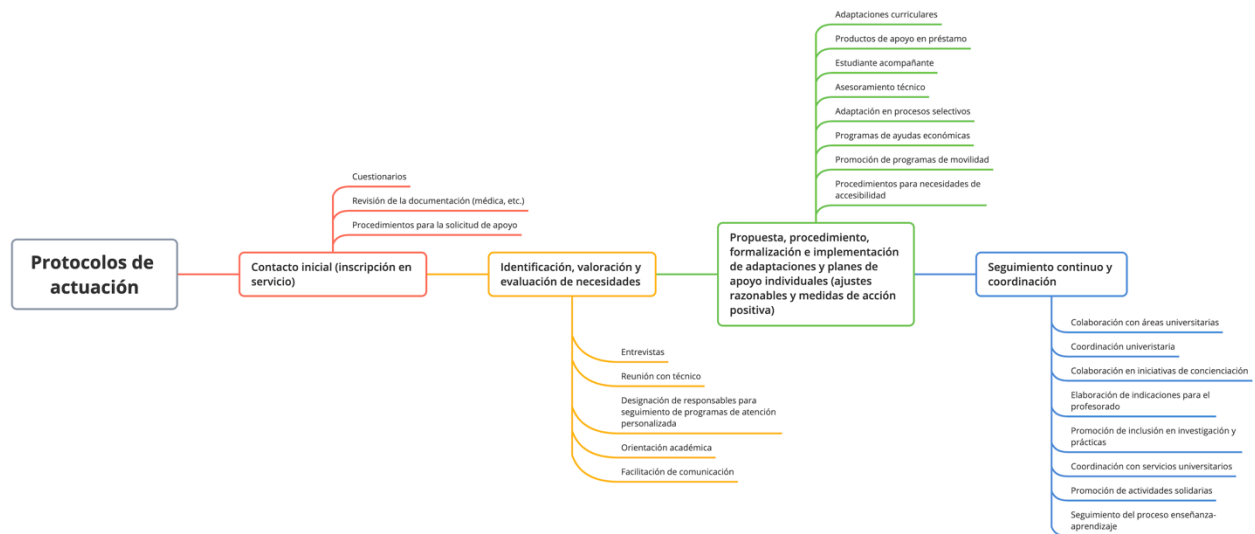 Protocolos de
actuación
Cuestionarios
Revisión de la documentación (médica, etc.)
Procedimientos para la solicitud de apoyo
Contacto inicial (inscripción en
servicio)
Identificación, valoración y
evaluación de necesidades
Entrevistas
Reunión con técnico
Designación de responsables para
seguimiento de programas de atención
personalizada
Orientación académica
Facilitación de comunicación
Adaptaciones curriculares
Productos de apoyo en préstamo
Estudiante acompañante
Asesoramiento técnico
Adaptación en procesos selectivos
Programas de ayudas económicas
Promoción de programas de movilidad
Procedimientos para necesidades de
accesibilidad
Propuesta, procedimiento,
formalización e implementación
de adaptaciones y planes de
apoyo individuales (ajustes
razonables y medidas de acción
positiva)
Seguimiento continuo y
coordinación
Colaboración con áreas universitarias
Coordinación univeristaria
Colaboración en iniciativas de concienciación
Elaboración de indicaciones para el
profesorado
Promoción de inclusión en investigación y
prácticas
Coordinación con servicios universitarios
Promoción de actividades solidarias
Seguimiento del proceso enseñanza-
aprendizaje